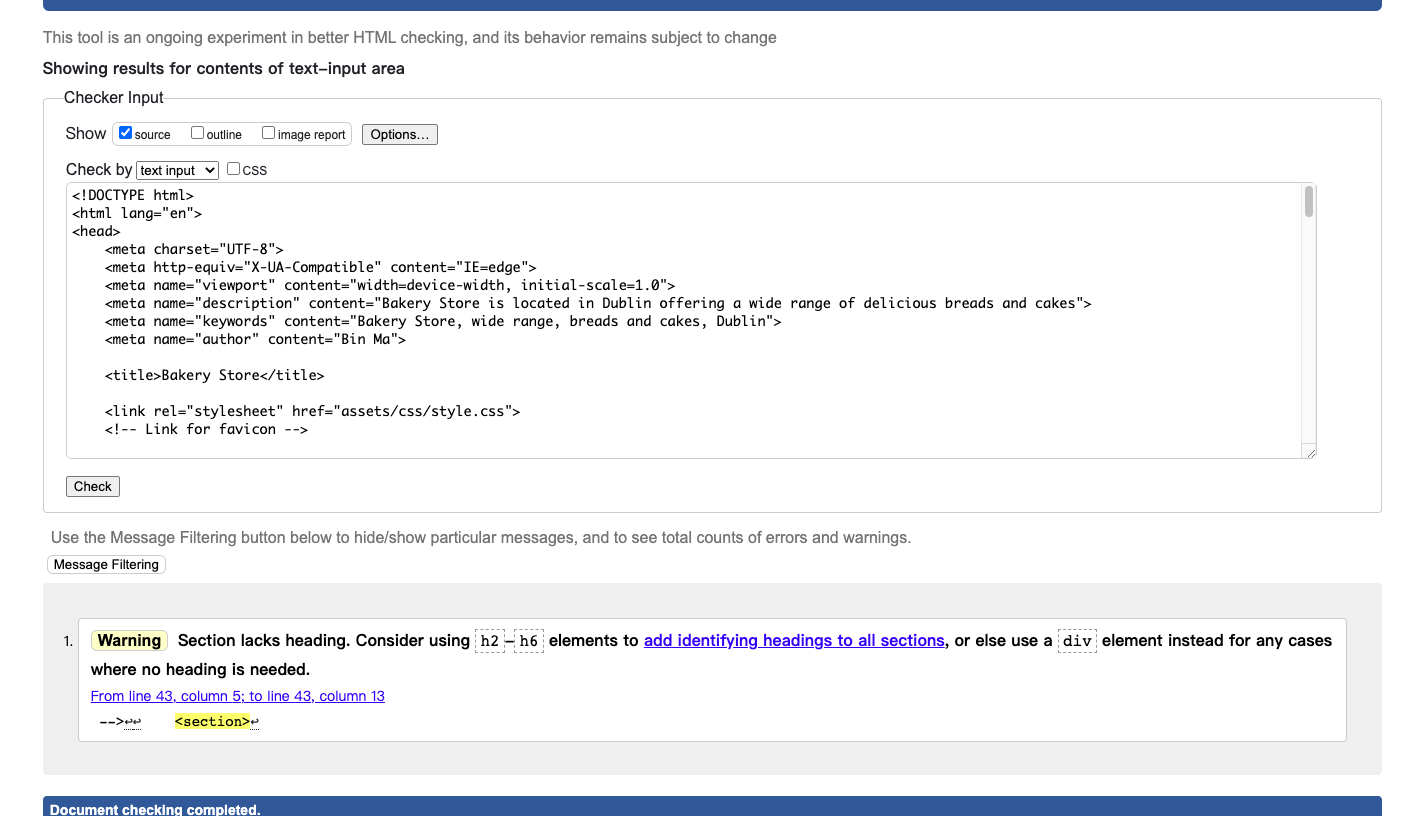 This tool is an ongoing experiment in better HTML checking, and its behavior remains subject to change
Showing results for contents of text-input area
Checker Input
Show source outline image report Options...
Check by text input CSS
<!DOCTYPE html>
<html lang="en">
<head>
    <meta charset="UTF-8">
    <meta http-equiv="X-UA-Compatible" content="IE=edge">
    <meta name="viewport" content="width=device-width, initial-scale=1.0">
    <meta name="description" content="Bakery Store is located in Dublin offering a wide range of delicious breads and cakes">
    <meta name="keywords" content="Bakery Store, wide range, breads and cakes, Dublin">
    <meta name="author" content="Bin Ma">
    <title>Bakery Store</title>
    <link rel="stylesheet" href="assets/css/style.css">
    <!-- Link for favicon -->
Check
Use the Message Filtering button below to hide/show particular messages, and to see total counts of errors and warnings.
Message Filtering
1. Warning Section lacks heading. Consider using h2-h6 elements to add identifying headings to all sections, or else use a div element instead for any cases
where no heading is needed.
From line 43, column 5; to line 43, column 13
-->↩↩    <section>↩
Document checking completed.